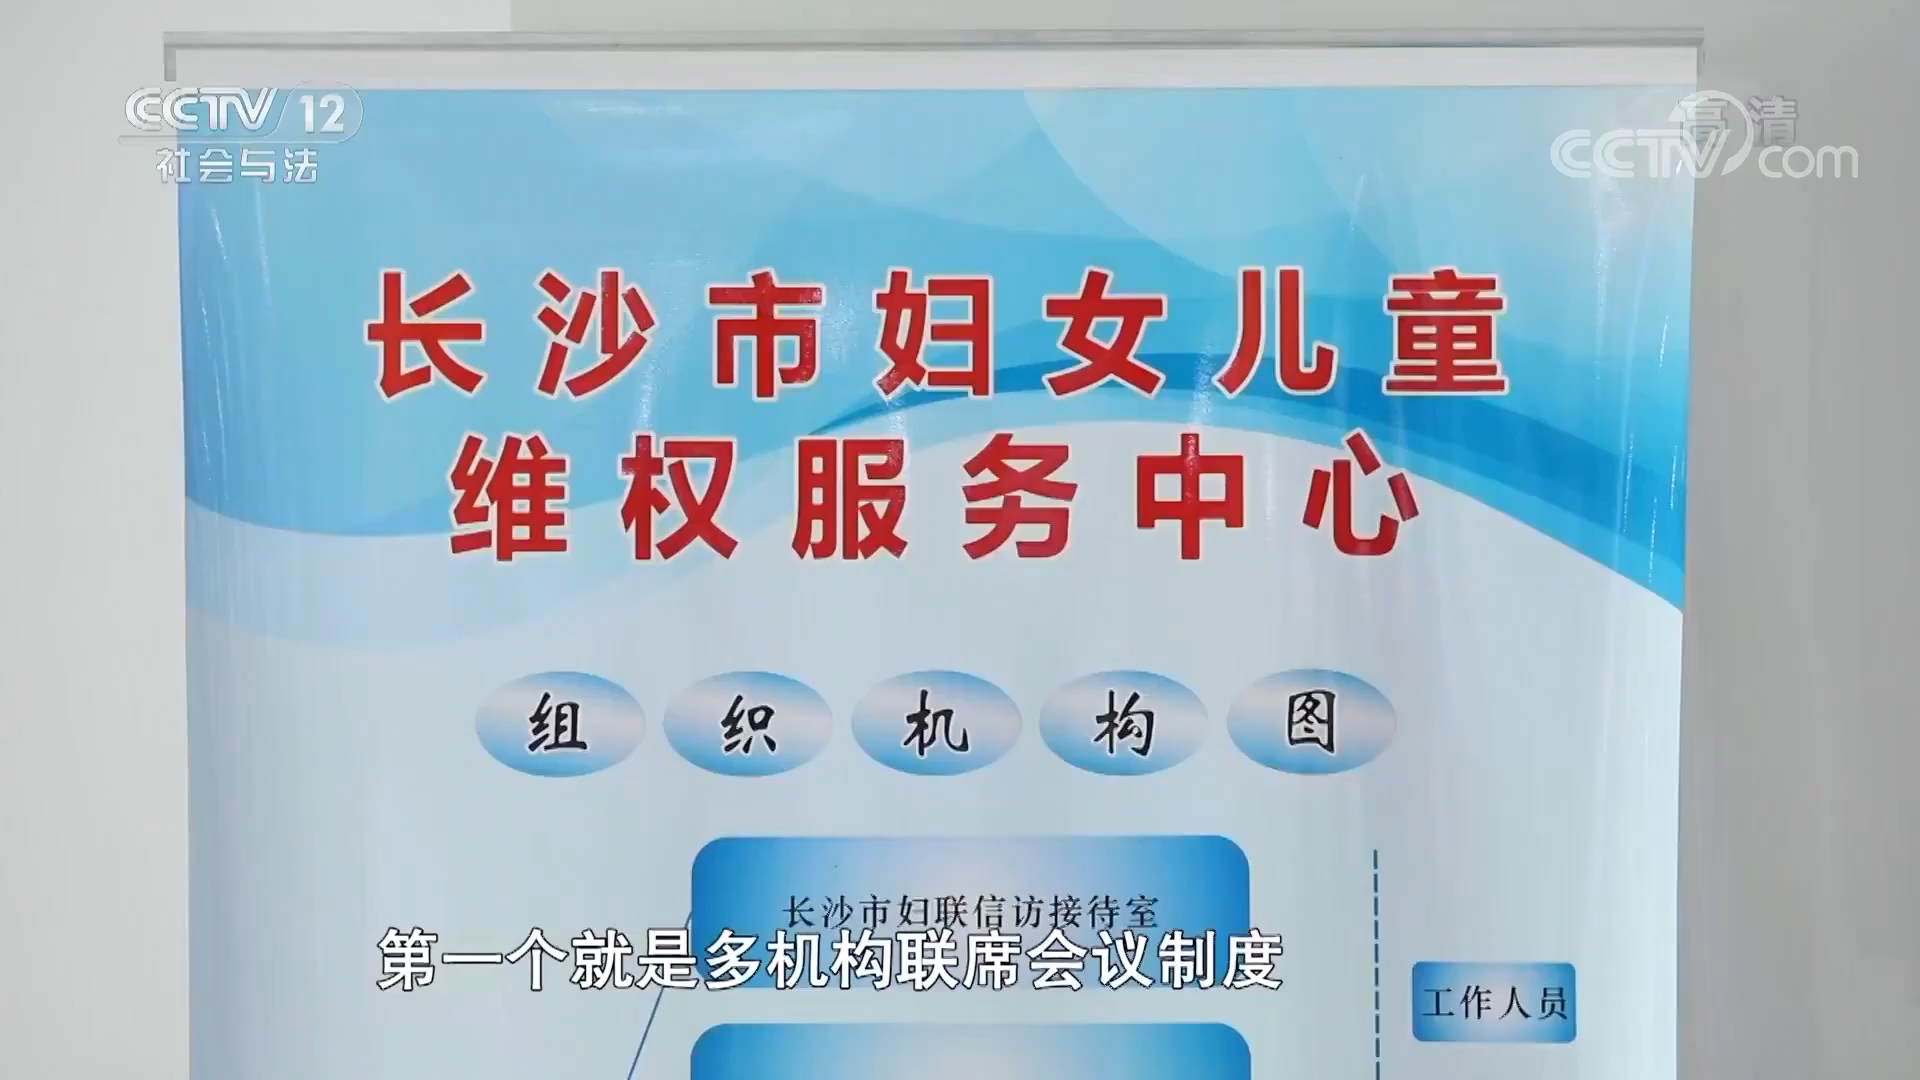 CCTV 12
社会与法
高清
CCTV com
长沙市妇女儿童
维权服务中心
组织机构图
长沙市妇联信访接待室
第一个就是多机构联席会议制度
工作人员